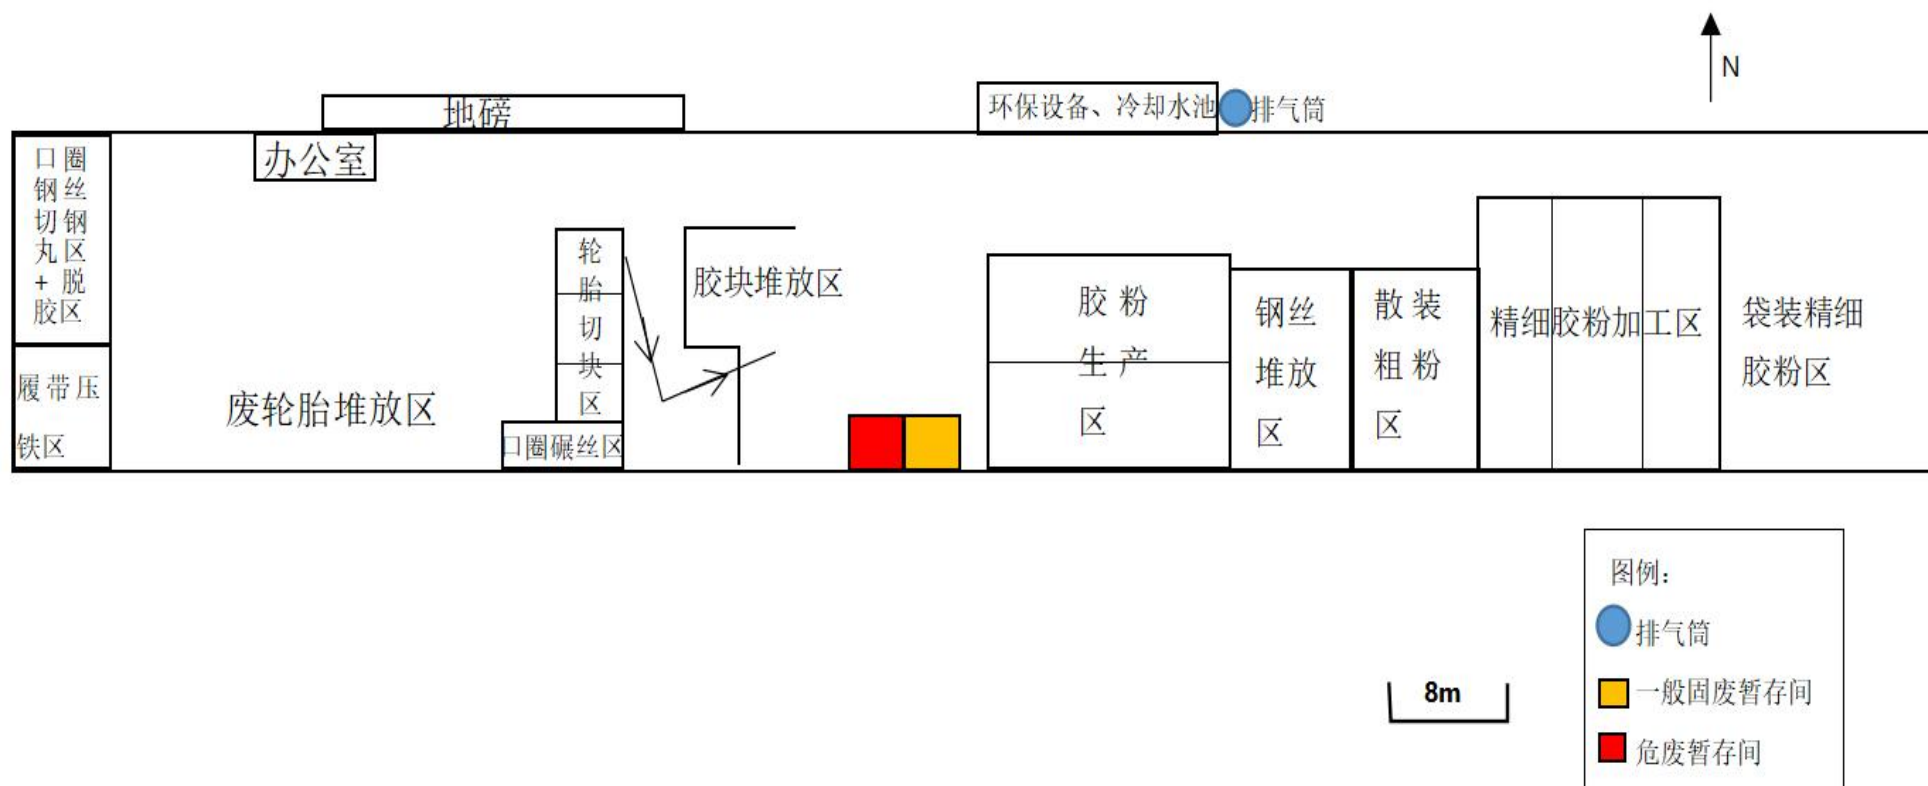 N
地磅
环保设备、冷却水池
排气筒
口圈
钢丝
切钢
丸区
+脱
胶区
办公室
轮
胎
切
块
区
胶块堆放区
胶粉
生产
区
钢丝
堆放
区
散装
粗粉
区
精细胶粉加工区
袋装精细
胶粉区
履带压
铁区
废轮胎堆放区
口圈碾丝区
图例：
排气筒
一般固废暂存间
危废暂存间
8m